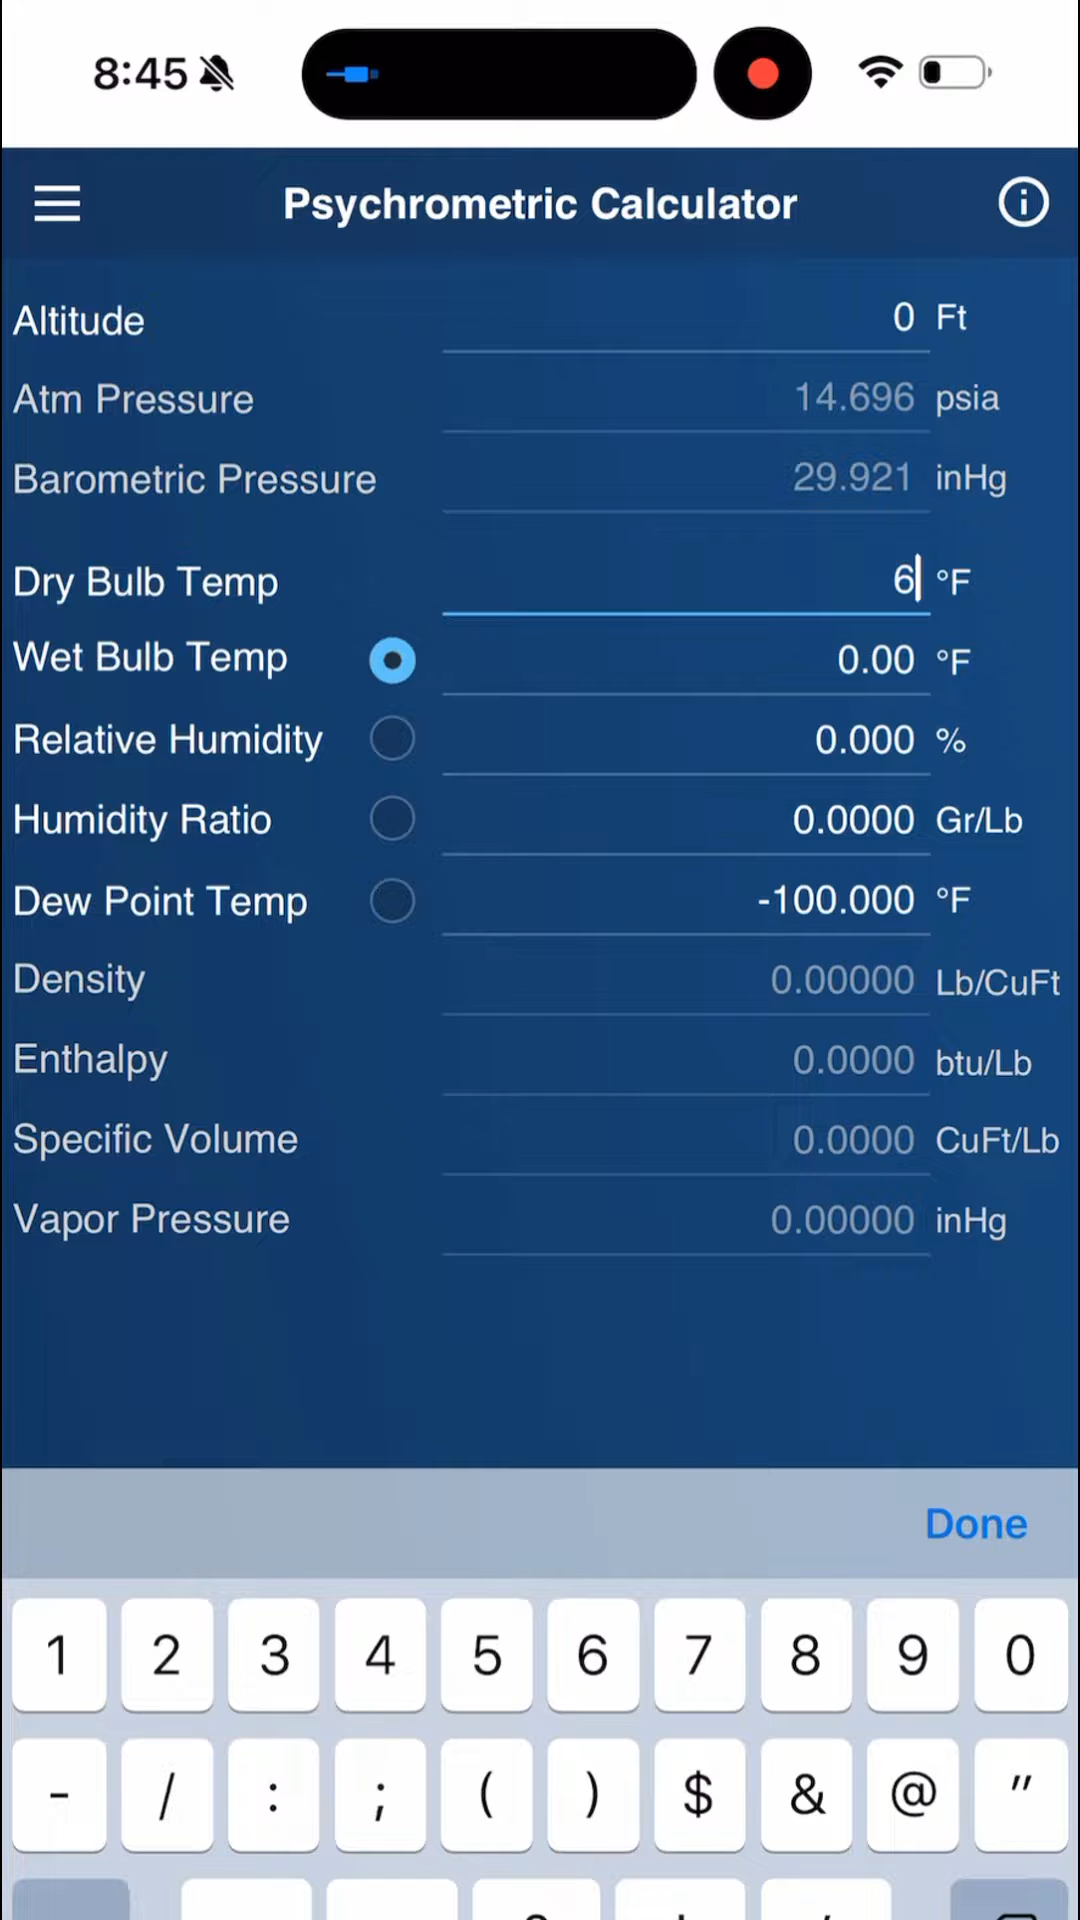 8:45
Psychrometric Calculator
Altitude 0 Ft
Atm Pressure 14.696 psia
Barometric Pressure 29.921 inHg
Dry Bulb Temp 6 °F
Wet Bulb Temp 0.00 °F
Relative Humidity 0.000 %
Humidity Ratio 0.0000 Gr/Lb
Dew Point Temp -100.000 °F
Density 0.00000 Lb/CuFt
Enthalpy 0.0000 btu/Lb
Specific Volume 0.0000 CuFt/Lb
Vapor Pressure 0.00000 inHg
Done
1 2 3 4 5 6 7 8 9 0
- / : ; ( ) $ & @ "